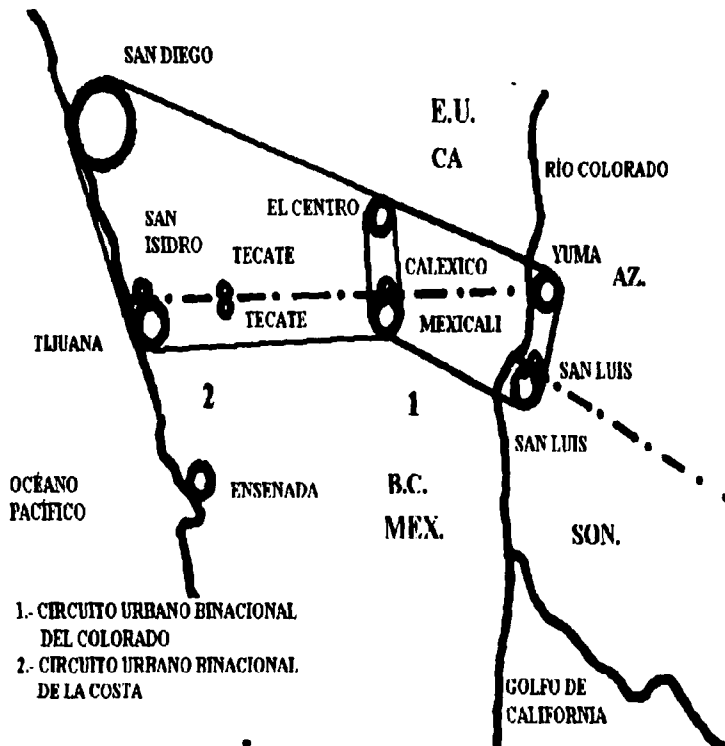 SAN DIEGO
E.U.
CA
RÍO COLORADO
EL CENTRO
SAN
ISIDRO
TECATE
CALEXICO
YUMA
AZ.
TECATE
MEXICALI
TIJUANA
SAN LUIS
2
1
SAN LUIS
OCÉANO
PACÍFICO
ENSENADA
B.C.
MEX.
SON.
1.- CIRCUITO URBANO BINACIONAL
DEL COLORADO
2.- CIRCUITO URBANO BINACIONAL
DE LA COSTA
GOLFO DE
CALIFORNIA